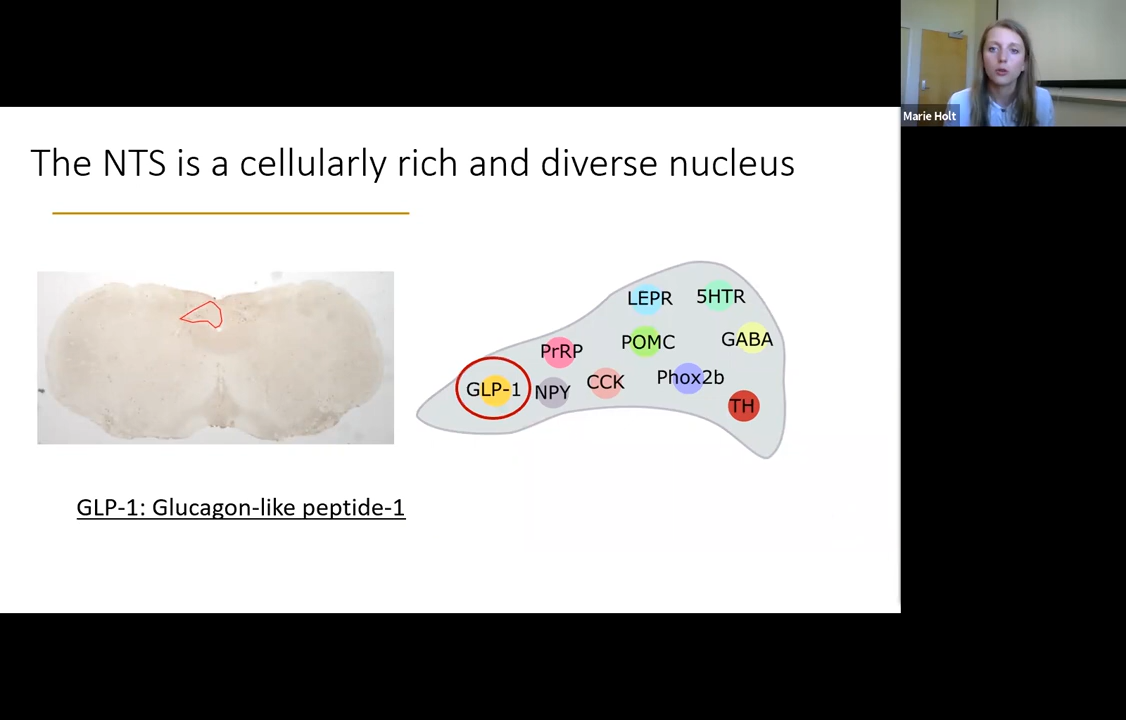 Marie Holt
The NTS is a cellularly rich and diverse nucleus
LEPR
5HTR
PrRP
POMC
GABA
GLP-1
NPY
CCK
Phox2b
TH
GLP-1: Glucagon-like peptide-1